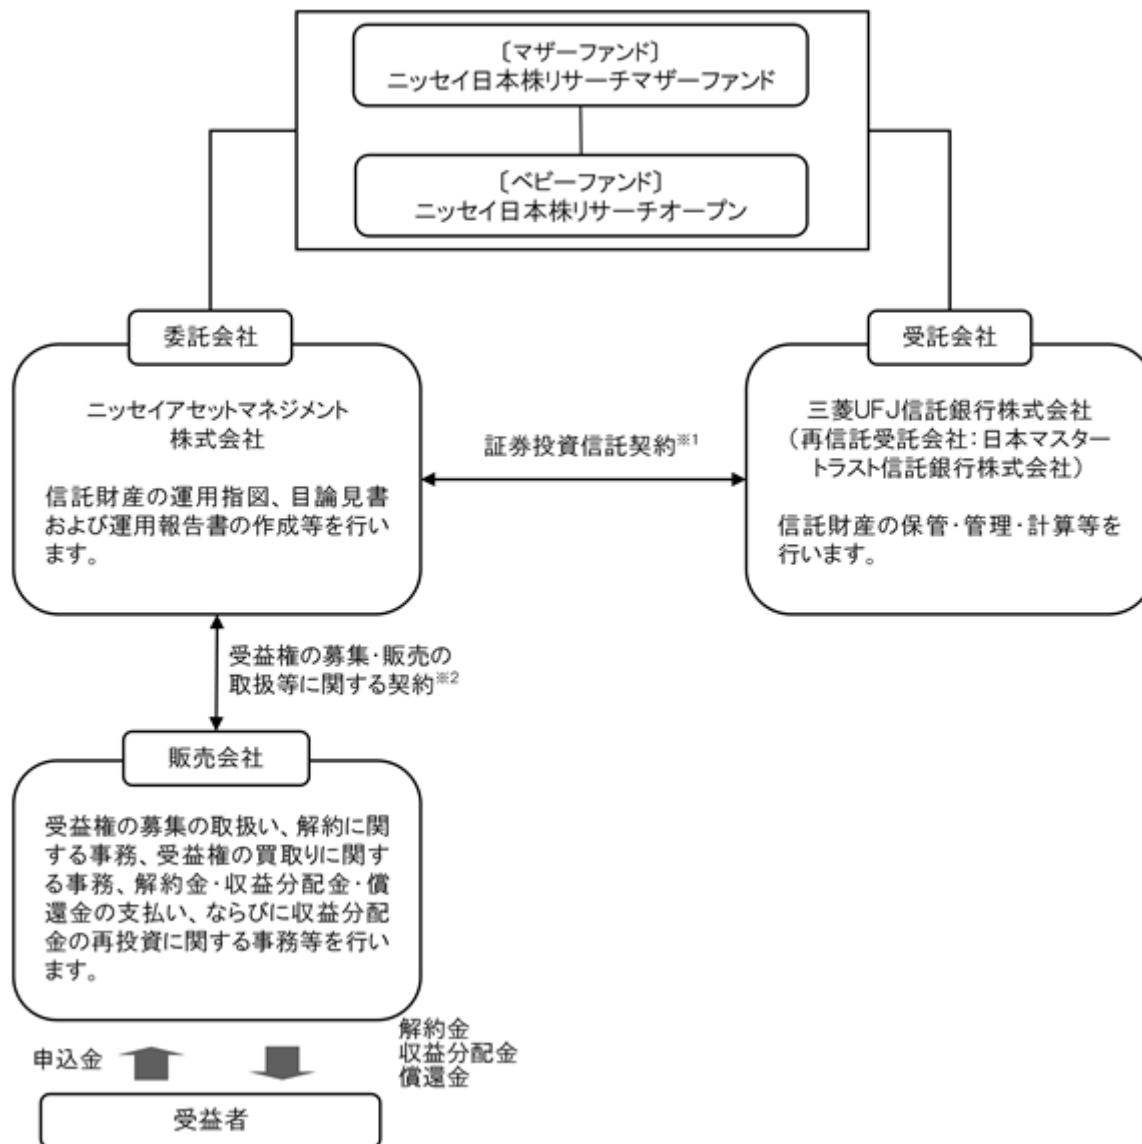 〔マザーファンド〕
ニッセイ日本株リサーチマザーファンド
〔ベビーファンド〕
ニッセイ日本株リサーチオープン
委託会社
ニッセイアセットマネジメント
株式会社
信託財産の運用指図、目論見書
および運用報告書の作成等を行い
ます。
証券投資信託契約※1
受託会社
三菱UFJ信託銀行株式会社
（再信託受託会社：日本マスター
トラスト信託銀行株式会社）
信託財産の保管・管理・計算等を
行います。
受益権の募集・販売の
取扱等に関する契約※2
販売会社
受益権の募集の取扱い、解約に関
する事務、受益権の買取りに関す
る事務、解約金・収益分配金・償
還金の支払い、ならびに収益分配
金の再投資に関する事務等を行い
ます。
申込金
解約金
収益分配金
償還金
受益者